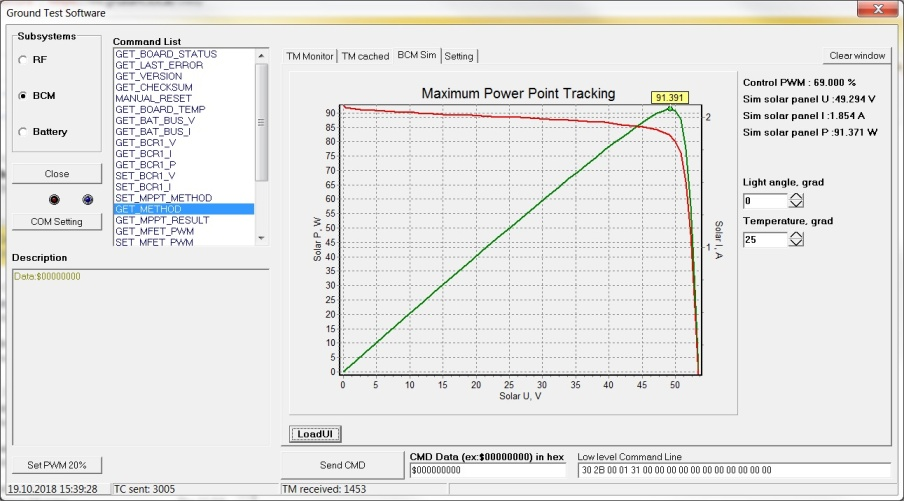 Ground Test Software
Subsystems
RF
BCM
Battery
Close
COM Setting
Command List
GET_BOARD_STATUS
GET_LAST_ERROR
GET_VERSION
GET_CHECKSUM
MANUAL_RESET
GET_BOARD_TEMP
GET_BAT_BUS_V
GET_BAT_BUS_I
GET_BCR1_V
GET_BCR1_I
GET_BCR1_P
SET_BCR1_V
SET_BCR1_I
SET_MPPT_METHOD
GET_METHOD
GET_MPPT_RESULT
GET_MFET_PWM
SET_MFET_PWM
Description
Data:$00000000
Set PWM 20%
TM Monitor TM cached BCM Sim Setting
Clear window
Maximum Power Point Tracking
91.391
90
85
80
75
70
65
60
55
50
45
40
35
30
25
20
15
10
5
0
Solar P, W
0 5 10 15 20 25 30 35 40 45 50
Solar U, V
2
1
Solar I, A
Control PWM : 69.000 %
Sim solar panel U :49.294 V
Sim solar panel I :1.854 A
Sim solar panel P :91.371 W
Light angle, grad
0
Temperature, grad
25
LoadUI
Send CMD
CMD Data (ex:$00000000) in hex
$000000000
Low level Command Line
30 2B 00 01 31 00 00 00 00 00 00 00 00 00 00 00
19.10.2018 15:39:28 TC sent: 3005 TM received: 1453